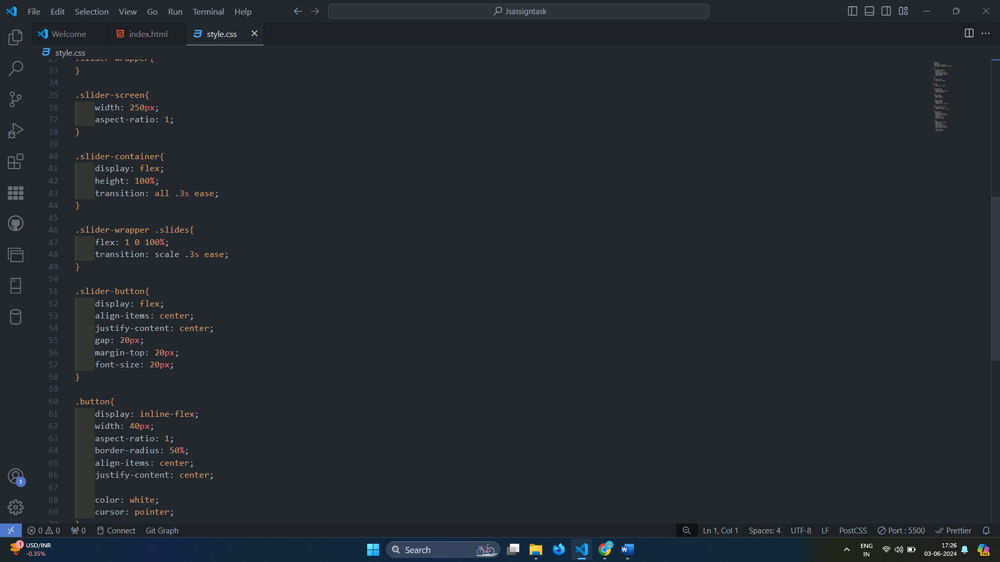 File Edit Selection View Go Run Terminal Help
Jsassigntask
Welcome
index.html
style.css
style.css
.slider-wrapper{
33 }
34
35 .slider-screen{
36 width: 250px;
37 aspect-ratio: 1;
38 }
39
40 .slider-container{
41 display: flex;
42 height: 100%;
43 transition: all .3s ease;
44 }
45
46 .slider-wrapper .slides{
47 flex: 1 0 100%;
48 transition: scale .3s ease;
49 }
50
51 .slider-button{
52 display: flex;
53 align-items: center;
54 justify-content: center;
55 gap: 20px;
56 margin-top: 20px;
57 font-size: 20px;
58 }
59
60 .button{
61 display: inline-flex;
62 width: 40px;
63 aspect-ratio: 1;
64 border-radius: 50%;
65 align-items: center;
66 justify-content: center;
67
68 color: white;
69 cursor: pointer;
1
0 0 0 Connect Git Graph
Ln 1, Col 1 Spaces: 4 UTF-8 LF PostCSS Port : 5500 Prettier
1
USD/INR
-0.35%
Search
ENG
IN
17:26
03-06-2024
PRE